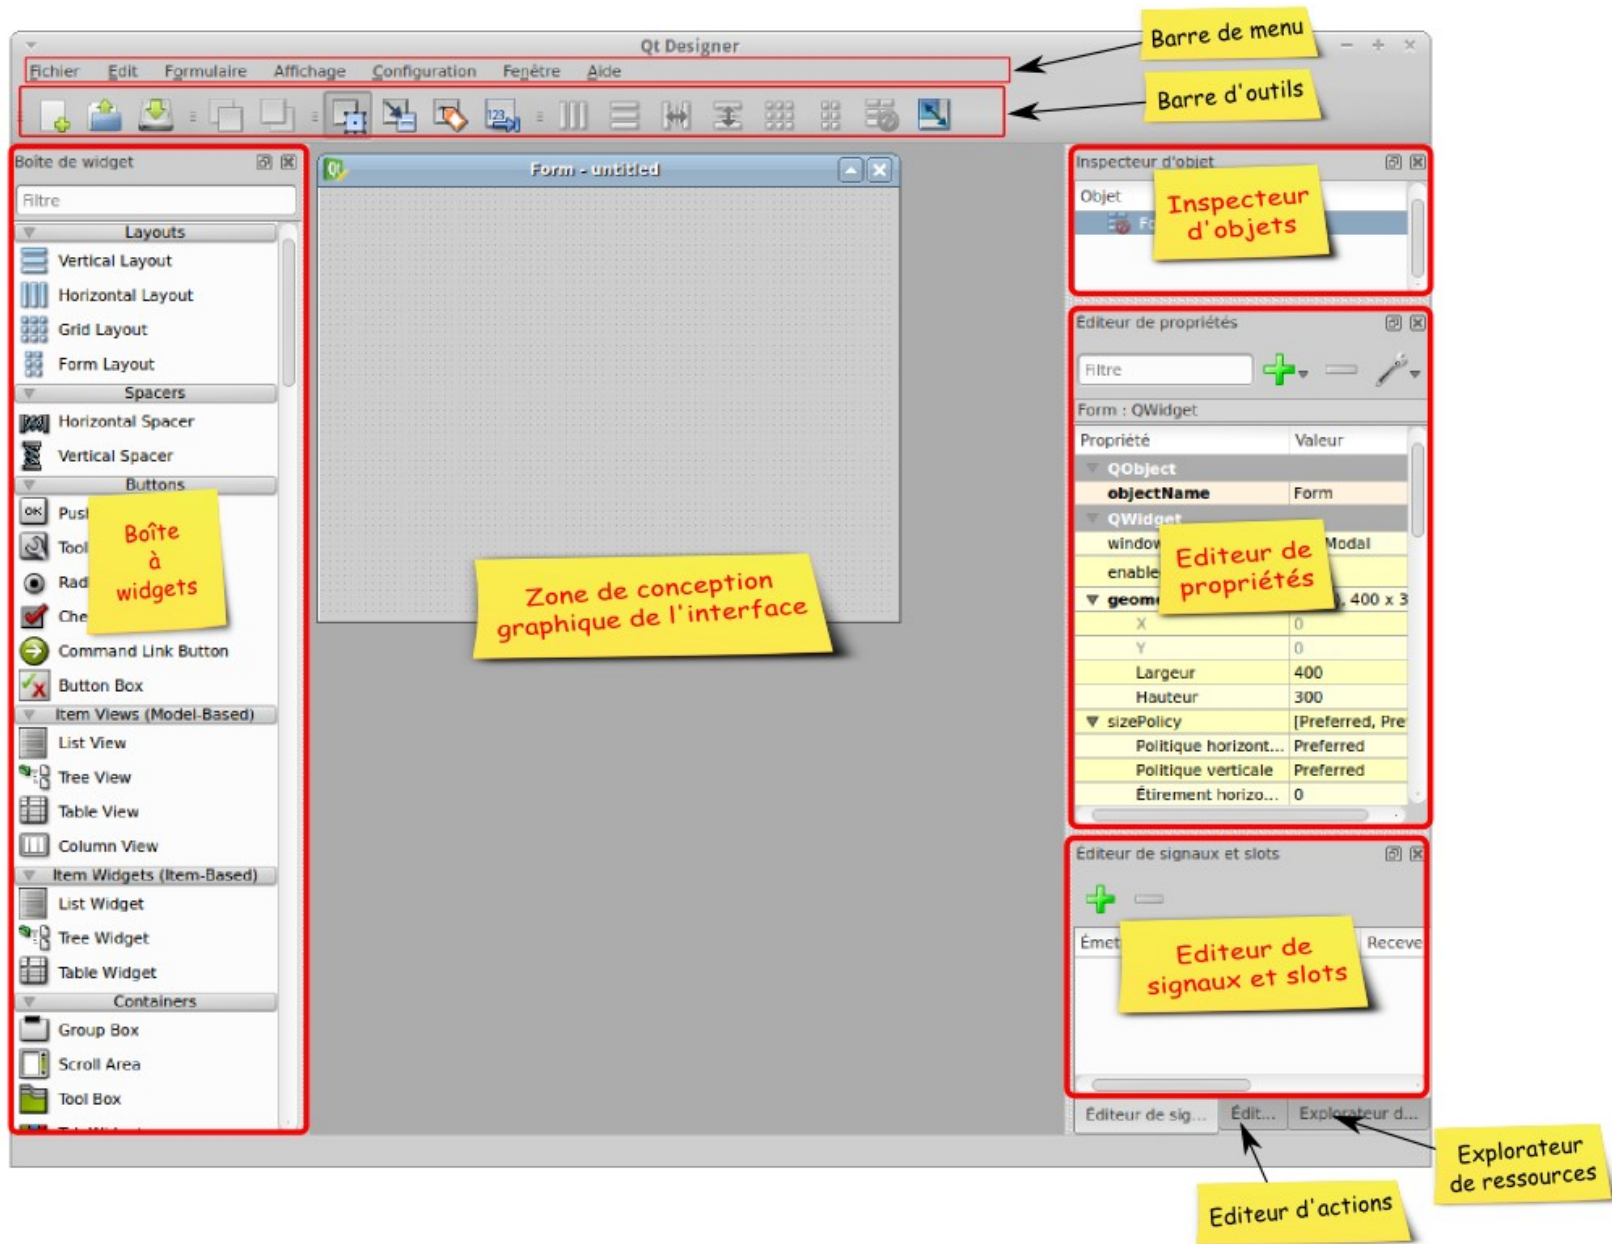 Barre de menu
Qt Designer
Fichier Edit Formulaire Affichage Configuration Fenêtre Aide
Barre d'outils
123
Boîte de widget
Filtre
Layouts
Vertical Layout
Horizontal Layout
Grid Layout
Form Layout
Spacers
Horizontal Spacer
Vertical Spacer
Buttons
OK
Boîte
à
widgets
Command Link Button
Button Box
Item Views (Model-Based)
List View
Tree View
Table View
Column View
Item Widgets (Item-Based)
List Widget
Tree Widget
Table Widget
Containers
Group Box
Scroll Area
Tool Box
Form - untitled
Zone de conception
graphique de l'interface
Inspecteur d'objet
Objet
Inspecteur
d'objets
Éditeur de propriétés
Filtre
Form : QWidget
Propriété Valeur
QObject
objectName Form
QWidget
window Modal
enable
Editeur de
propriétés
geome , 400 x 3
X 0
Y 0
Largeur 400
Hauteur 300
sizePolicy [Preferred, Pre
Politique horizont... Preferred
Politique verticale Preferred
Étirement horizo... 0
Éditeur de signaux et slots
Émet Receve
Editeur de
signaux et slots
Éditeur de sig... Édit... Explorateur d...
Explorateur
de ressources
Editeur d'actions